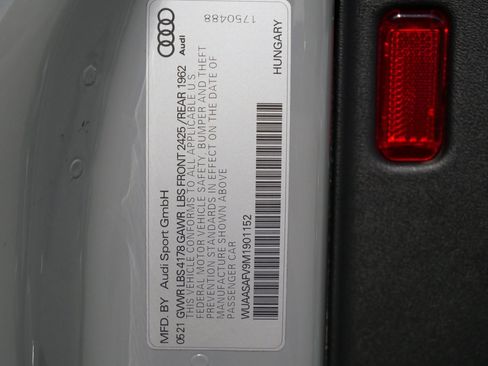 MFD. BY Audi Sport GmbH
05.21 GVWR LBS 4178 GAWR LBS FRONT 2425 / REAR 1962
THIS VEHICLE CONFORMS TO ALL APPLICABLE U.S
FEDERAL MOTOR VEHICLE SAFETY, BUMPER AND THEFT
PREVENTION STANDARDS IN EFFECT ON THE DATE OF
MANUFACTURE SHOWN ABOVE
PASSENGER CAR
WUAASAFV9M1901152
HUNGARY
1750488
Audi